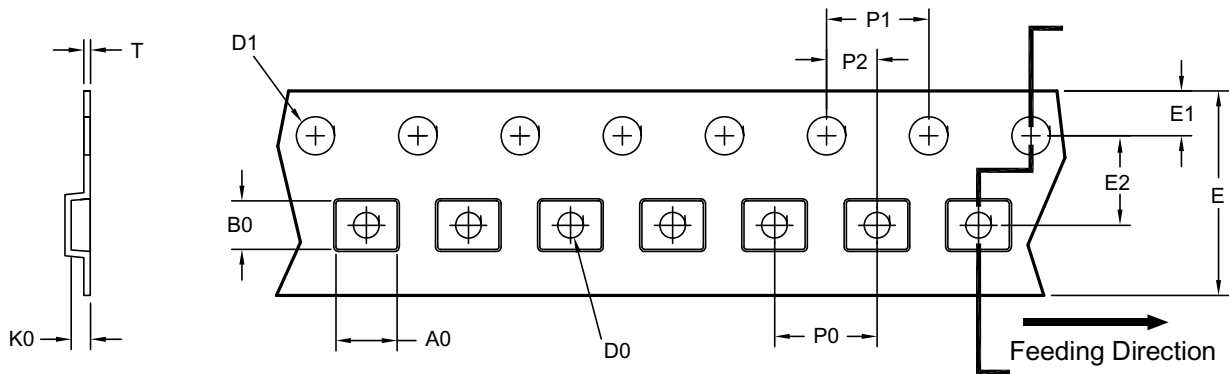 P1
T
D1
P2
E1
E2
E
B0
K0
A0
D0
P0
Feeding Direction